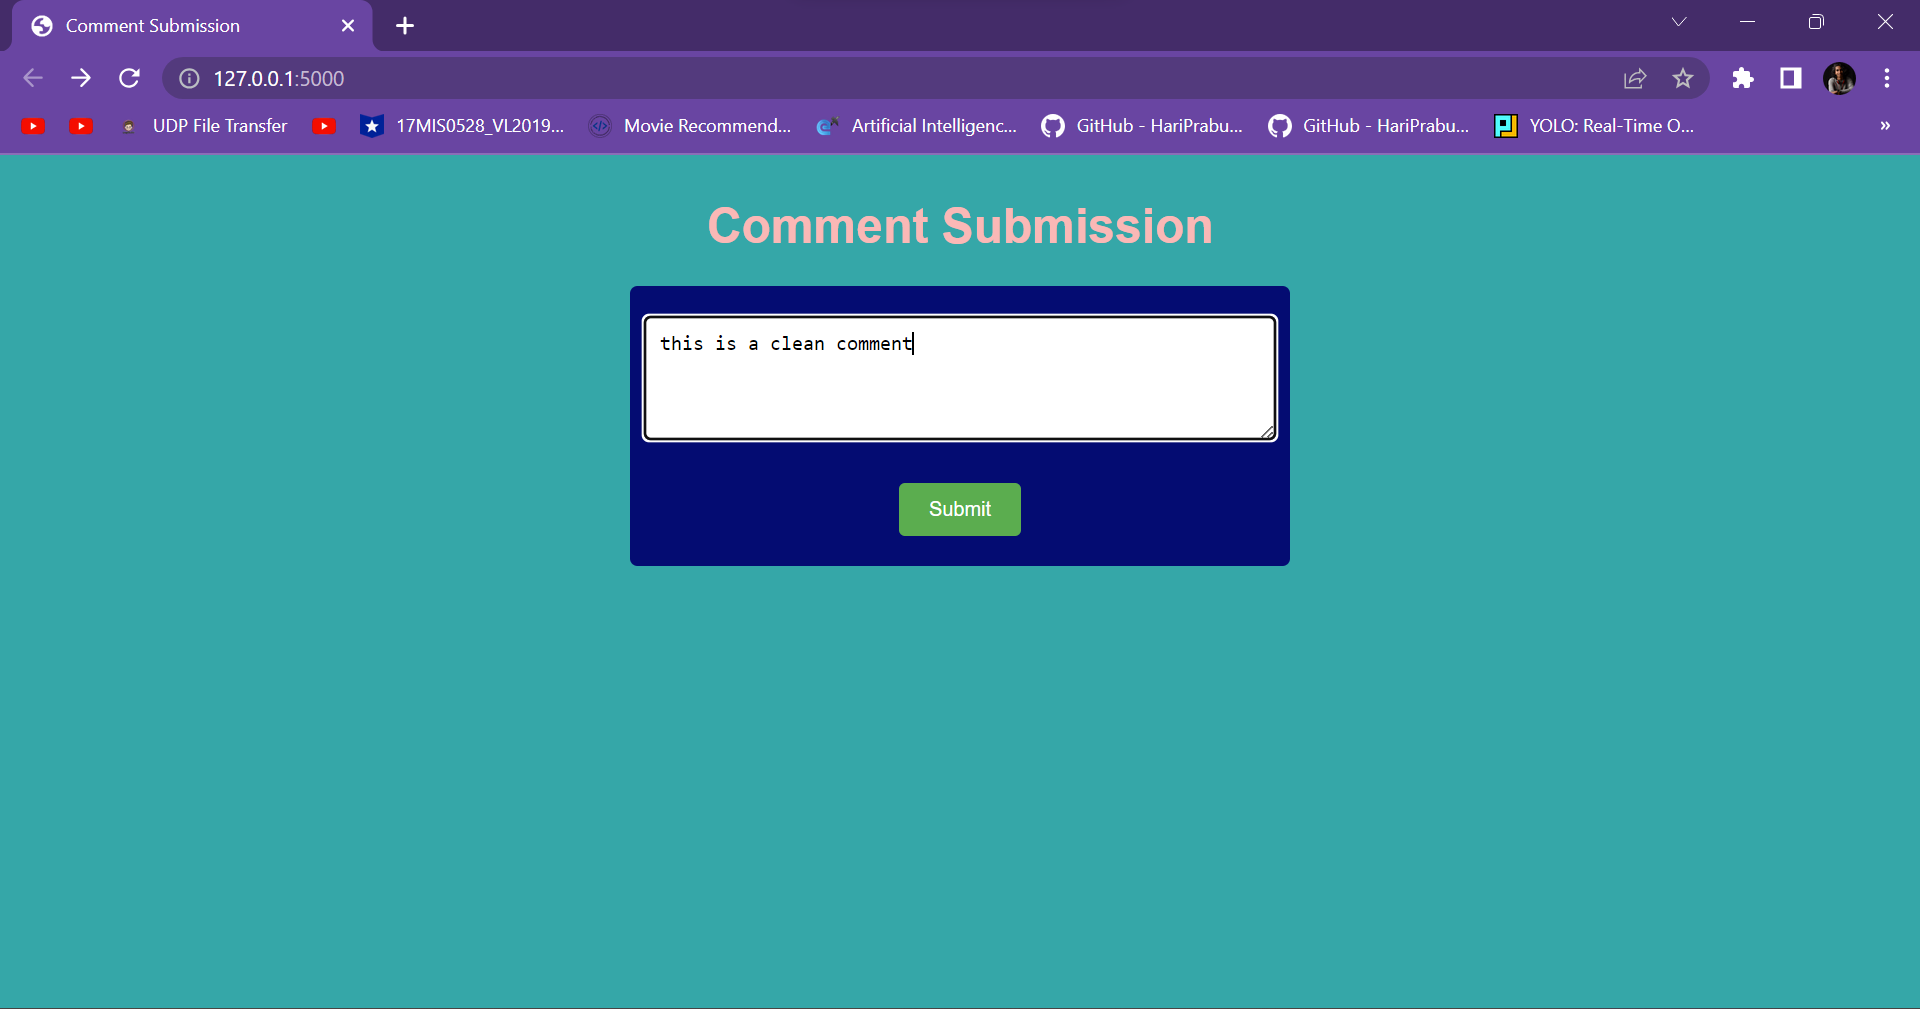 Comment Submission
127.0.0.1:5000
UDP File Transfer
17MIS0528_VL2019...
Movie Recommend...
Artificial Intelligenc...
GitHub - HariPrabu...
GitHub - HariPrabu...
YOLO: Real-Time O...
Comment Submission
this is a clean comment
Submit